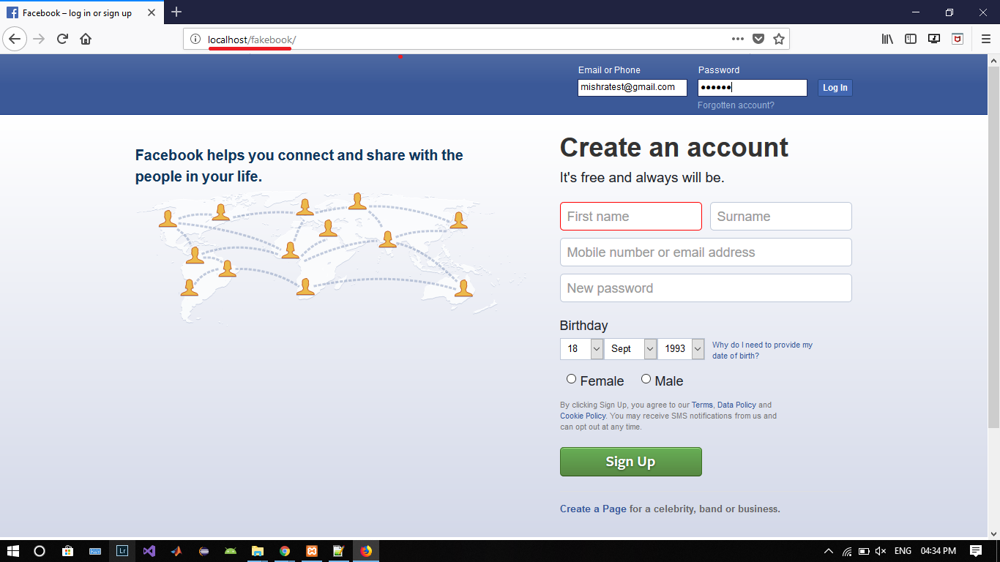 Facebook – log in or sign up
localhost/fakebook/
Email or Phone
Password
mishratest@gmail.com
••••••
Log In
Forgotten account?
Facebook helps you connect and share with the
people in your life.
Create an account
It's free and always will be.
First name
Surname
Mobile number or email address
New password
Birthday
18
Sept
1993
Why do I need to provide my
date of birth?
Female
Male
By clicking Sign Up, you agree to our Terms, Data Policy and
Cookie Policy. You may receive SMS notifications from us and
can opt out at any time.
Sign Up
Create a Page for a celebrity, band or business.
Lr
ENG
04:34 PM